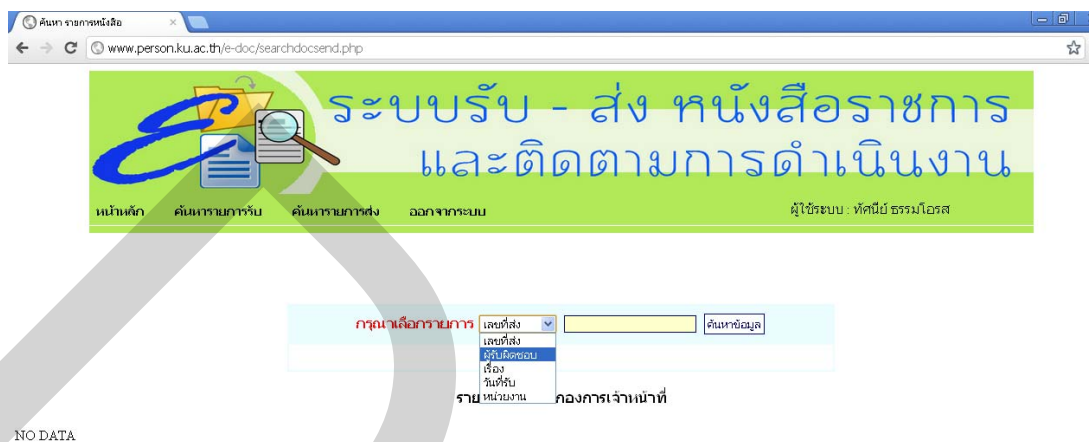 ค้นหา รายการหนังสือ
www.person.ku.ac.th/e-doc/searchdocsend.php
ระบบรับ - ส่ง หนังสือราชการ
และติดตามการดำเนินงาน
หน้าหลัก ค้นหารายการรับ ค้นหารายการส่ง ออกจากระบบ ผู้ใช้ระบบ : ทัศนีย์ ธรรมโอรส
กรุณาเลือกรายการ เลขที่ส่ง ค้นหาข้อมูล
เลขที่ส่ง
ผู้รับผิดชอบ
เรื่อง
วันที่รับ
หน่วยงาน
ราย กองการเจ้าหน้าที่
NO DATA